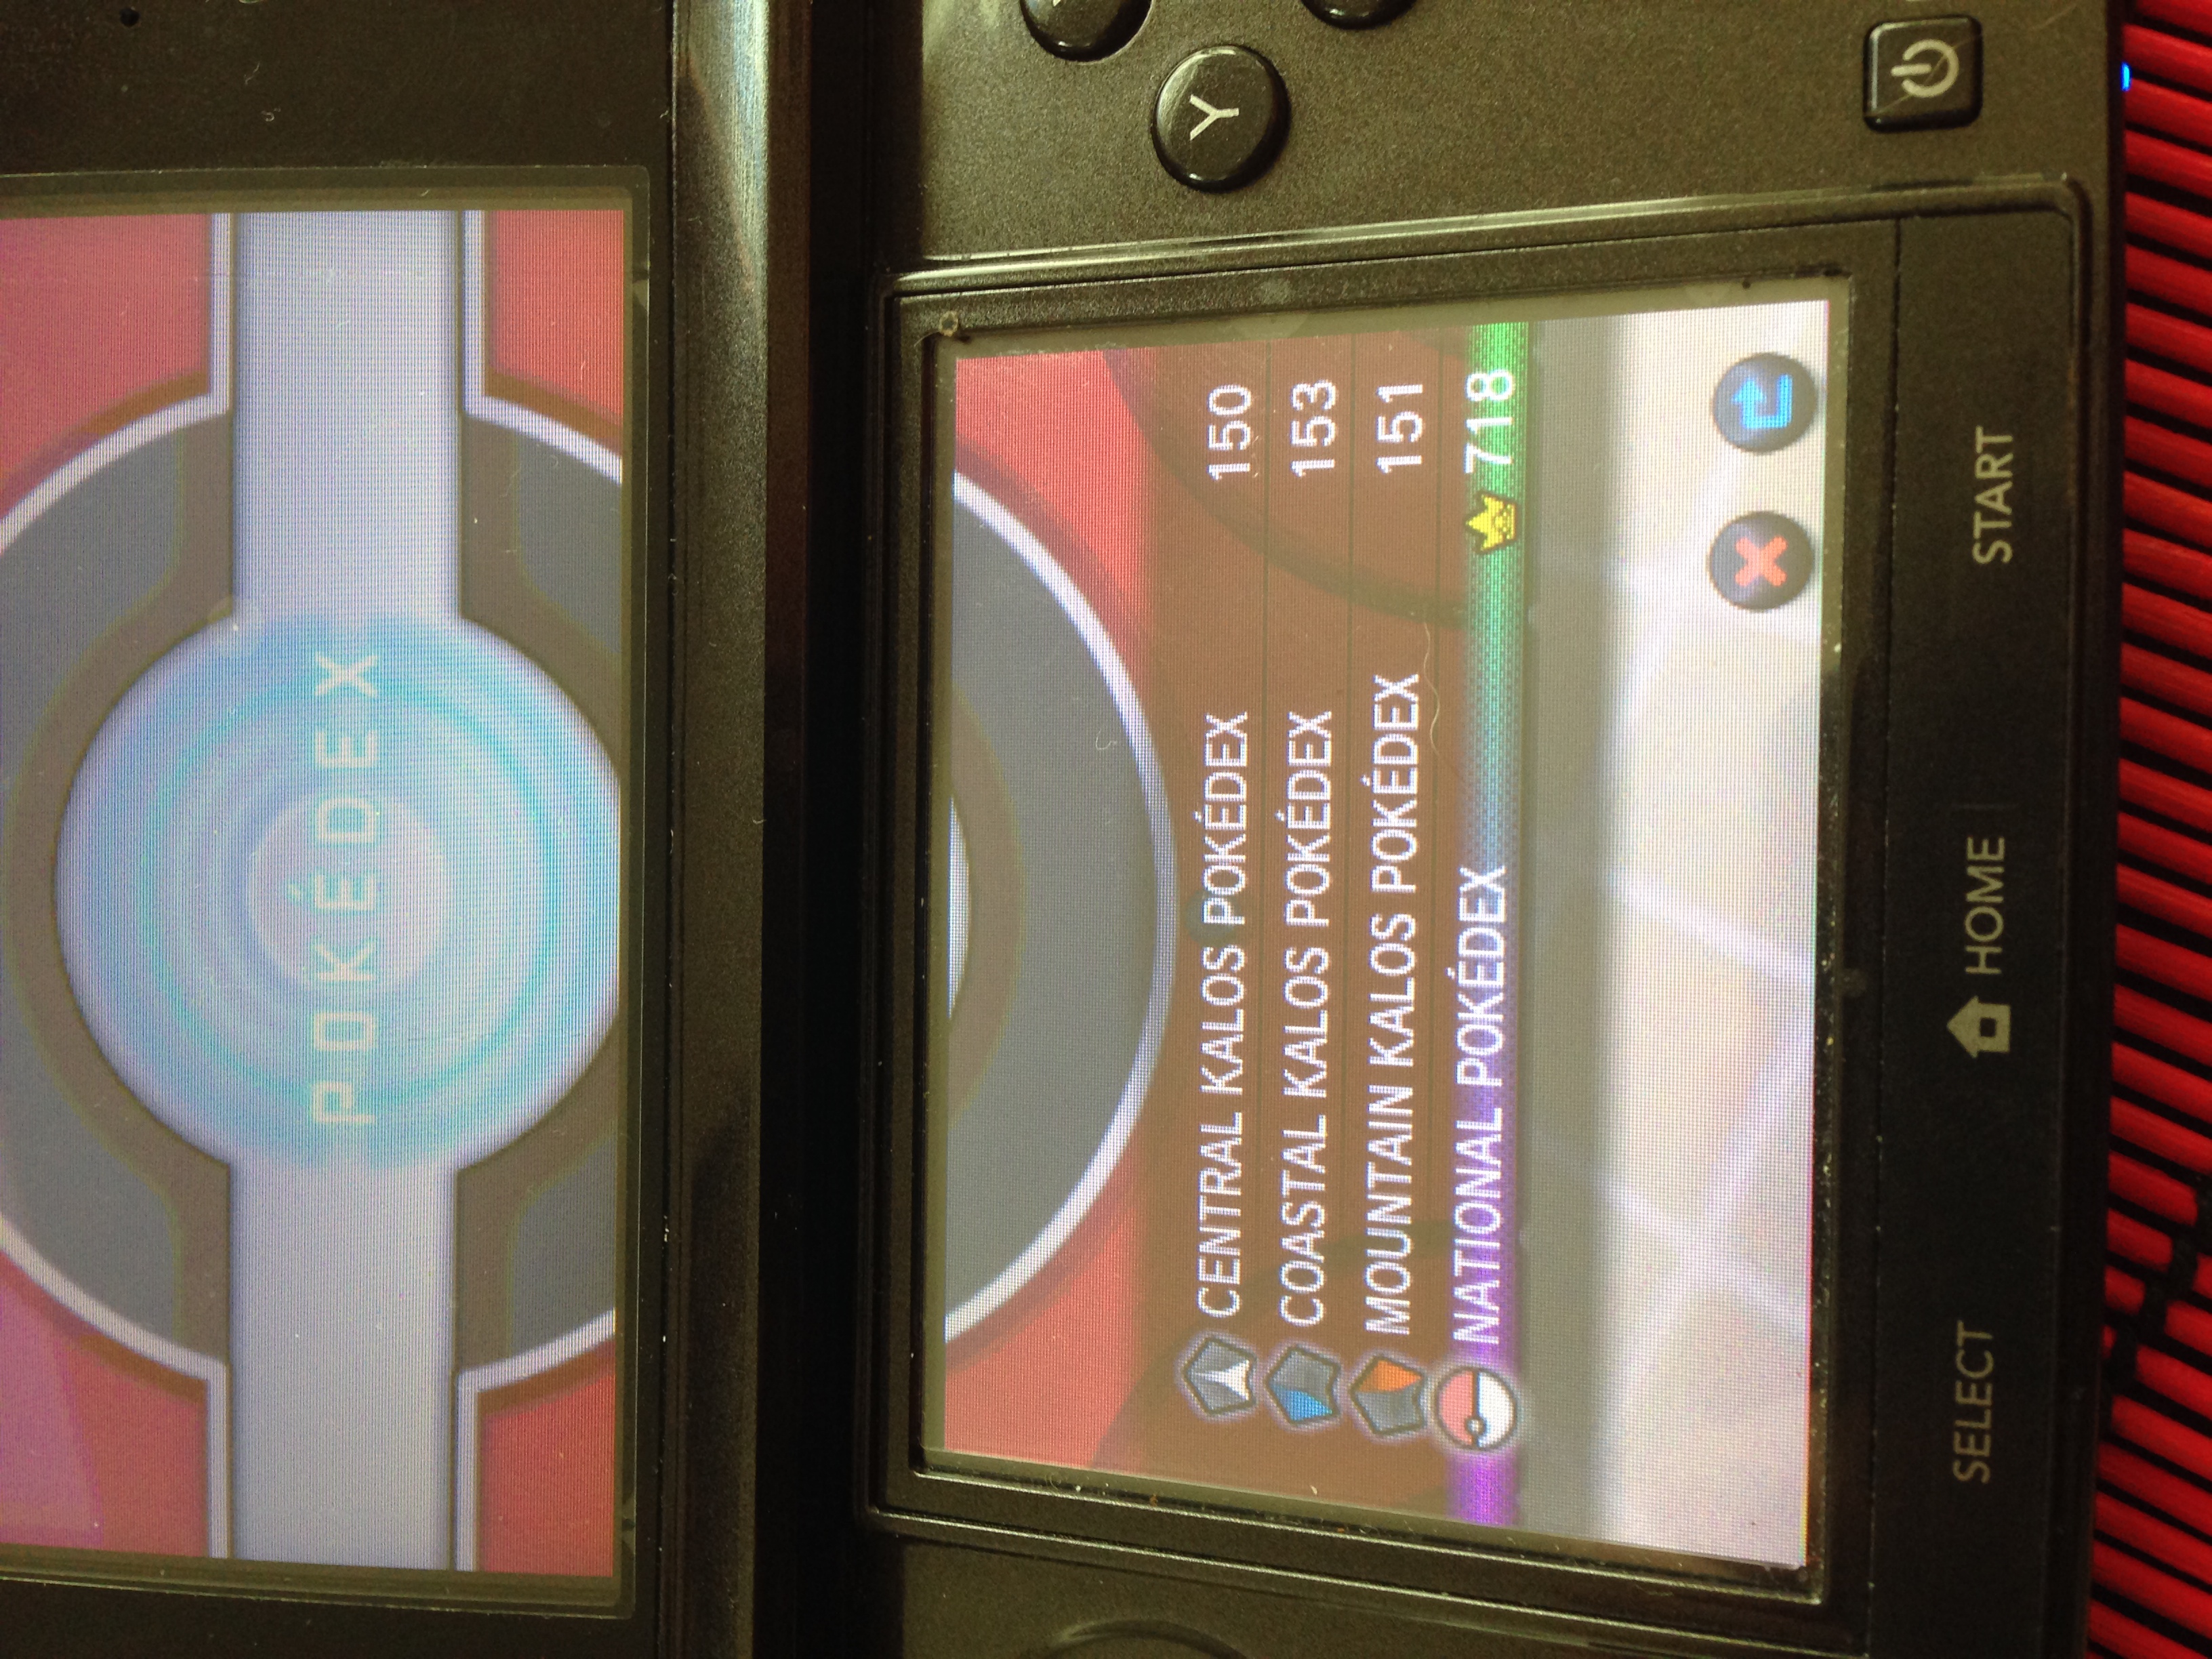 POKÉDEX
CENTRAL KALOS POKÉDEX 150
COASTAL KALOS POKÉDEX 153
MOUNTAIN KALOS POKÉDEX 151
NATIONAL POKÉDEX 718
Y
SELECT HOME START